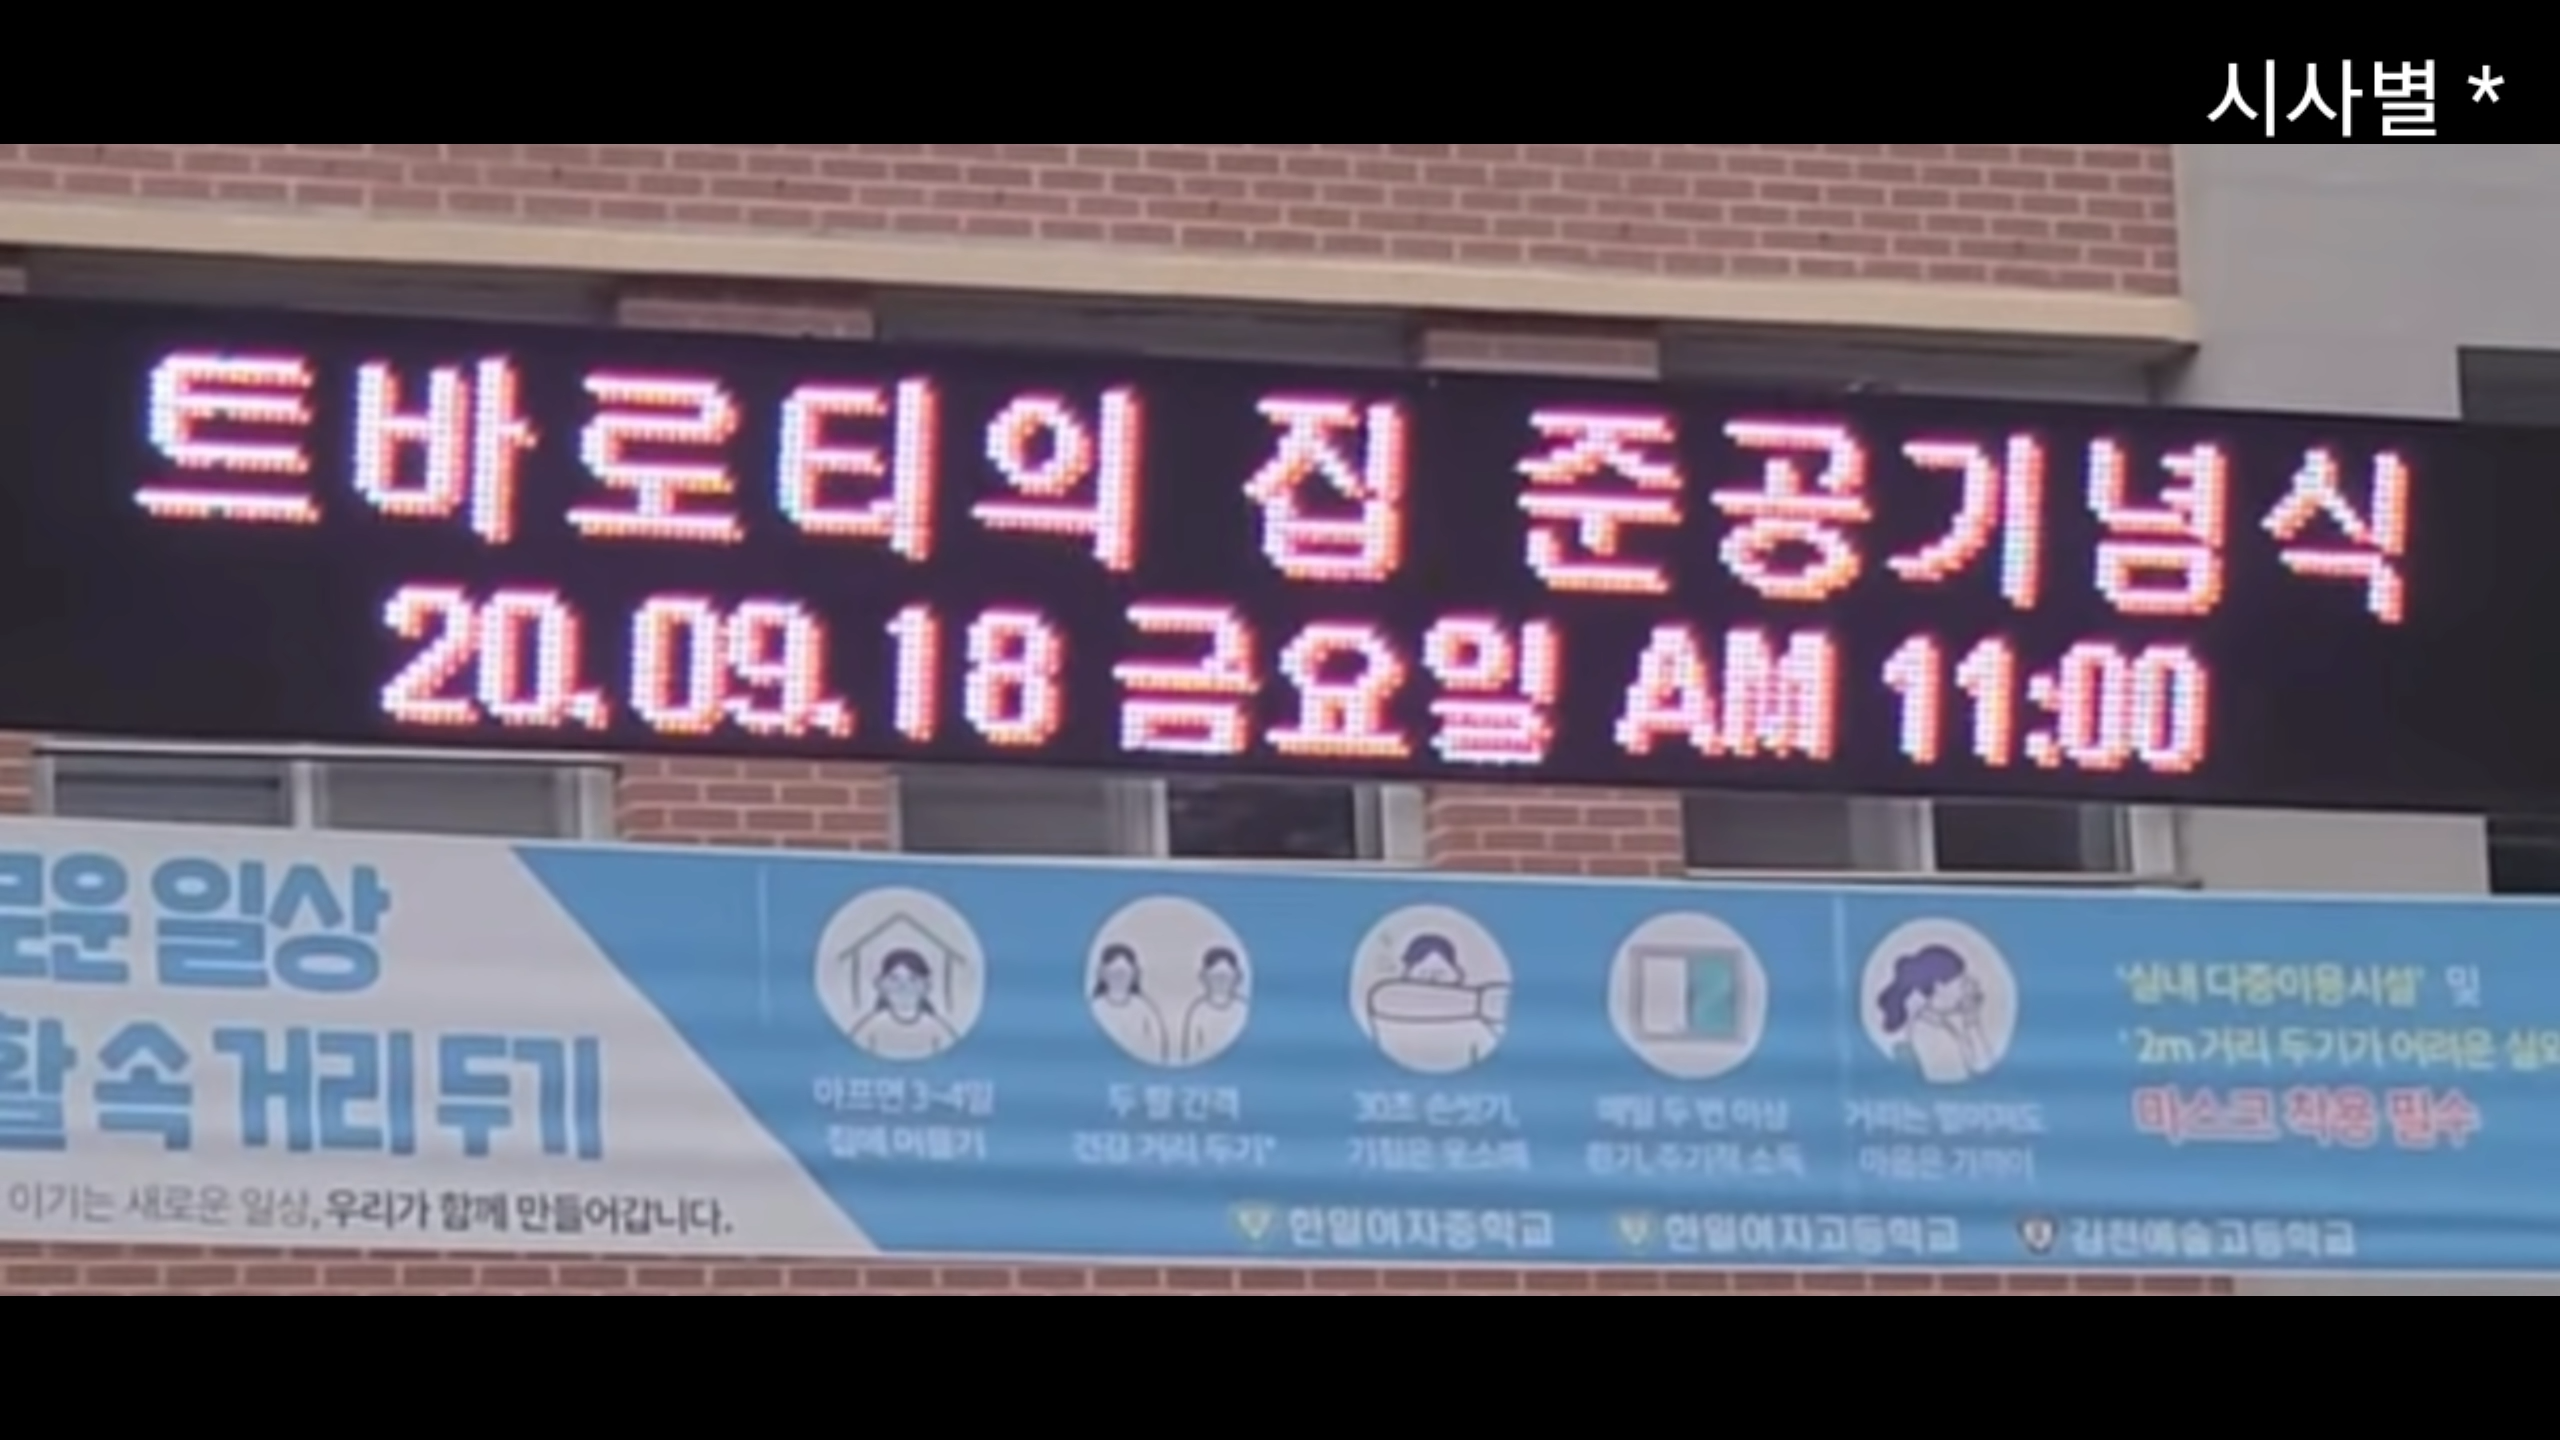 시사별 *
트바로티의 집 준공기념식
20.09.18 금요일 AM 11:00
일상
속 거리 두기
이기는 새로운 일상, 우리가 함께 만들어갑니다.
아프면 3~4일
집에 머물기
두 팔 간격
건강 거리 두기*
30초 손씻기,
기침은 옷소매
매일 두 번 이상
환기, 주기적 소독
거리는 멀어져도
마음은 가까이
'실내 다중이용시설' 및
'2m 거리 두기가 어려운
마스크 착용 필수
한일여자중학교
한일여자고등학교
김천예술고등학교